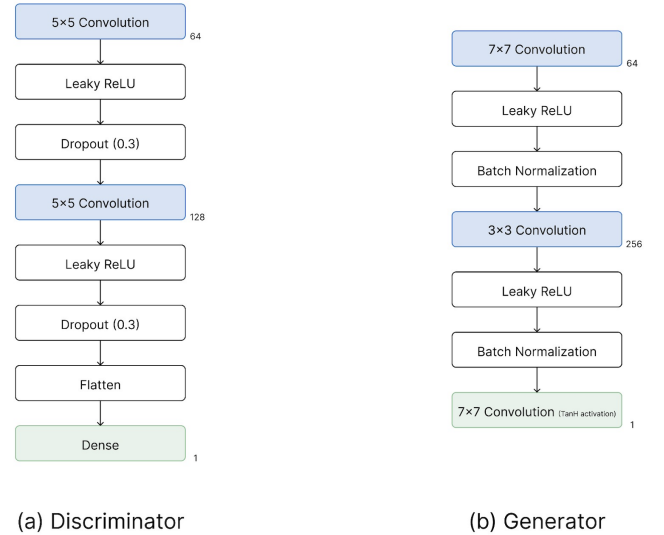 5×5 Convolution
64
Leaky ReLU
Dropout (0.3)
5×5 Convolution
128
Leaky ReLU
Dropout (0.3)
Flatten
Dense
1
(a) Discriminator
7×7 Convolution
64
Leaky ReLU
Batch Normalization
3×3 Convolution
256
Leaky ReLU
Batch Normalization
7×7 Convolution (TanH activation)
1
(b) Generator